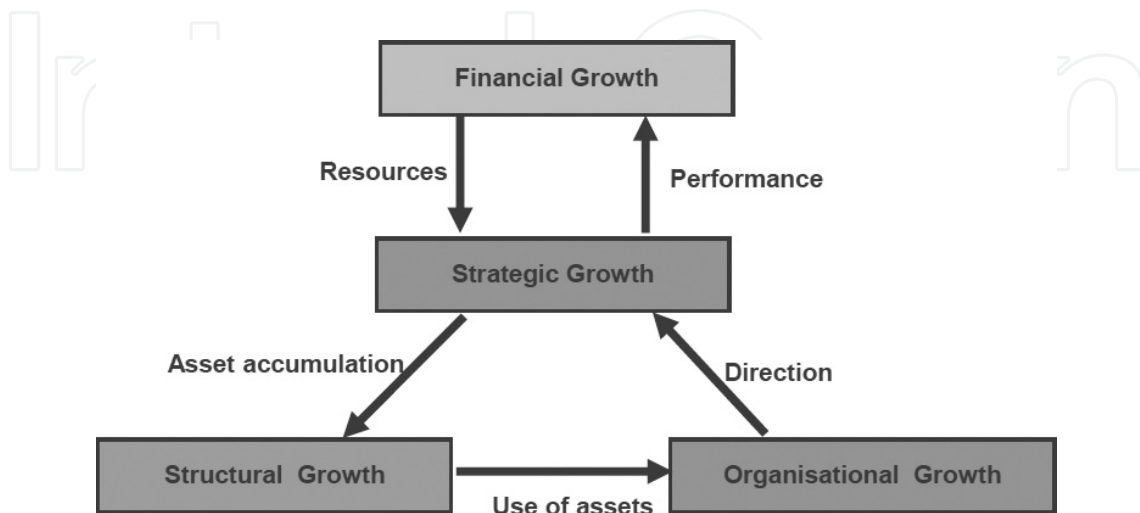 Financial Growth
Resources
Performance
Strategic Growth
Asset accumulation
Direction
Structural Growth
Organisational Growth
Use of assets